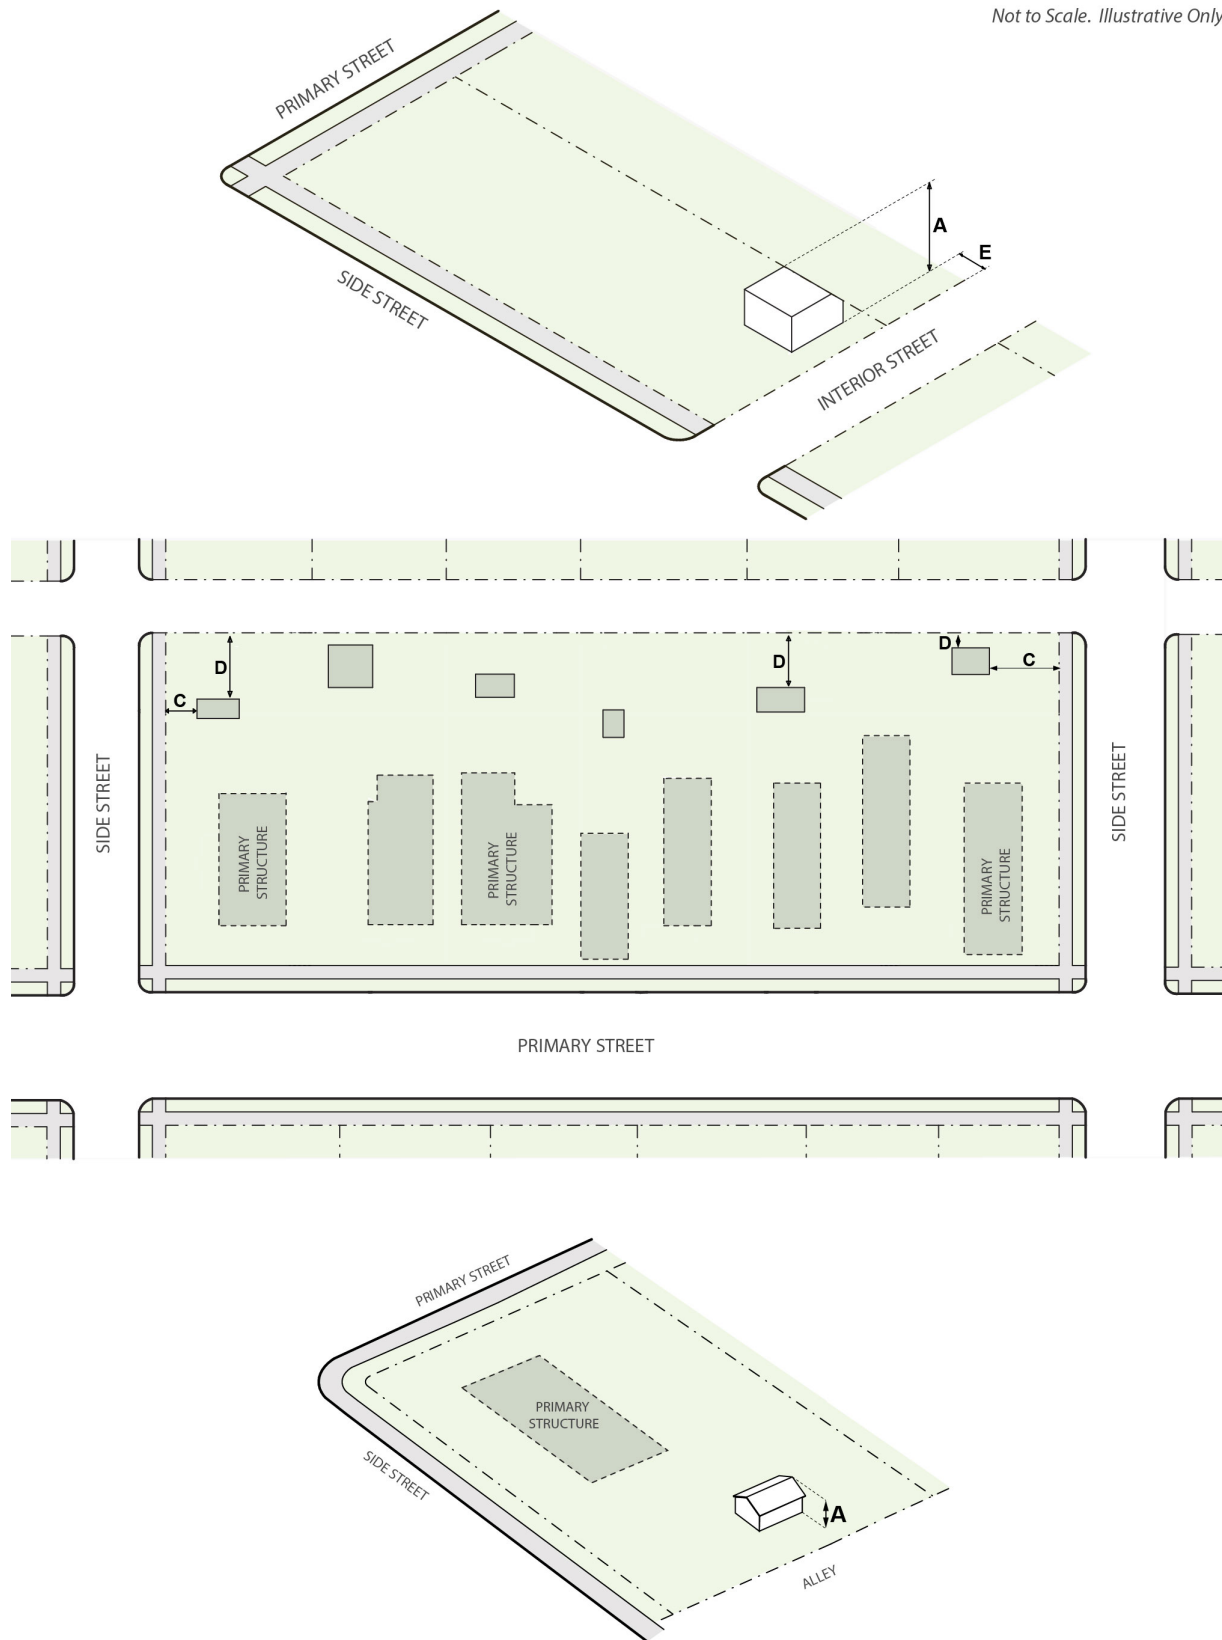 Not to Scale. Illustrative Only
PRIMARY STREET
A
E
SIDE STREET
INTERIOR STREET
D
D
D
C
C
SIDE STREET
SIDE STREET
PRIMARY
STRUCTURE
PRIMARY
STRUCTURE
PRIMARY
STRUCTURE
PRIMARY STREET
PRIMARY STREET
PRIMARY
STRUCTURE
SIDE STREET
A
ALLEY